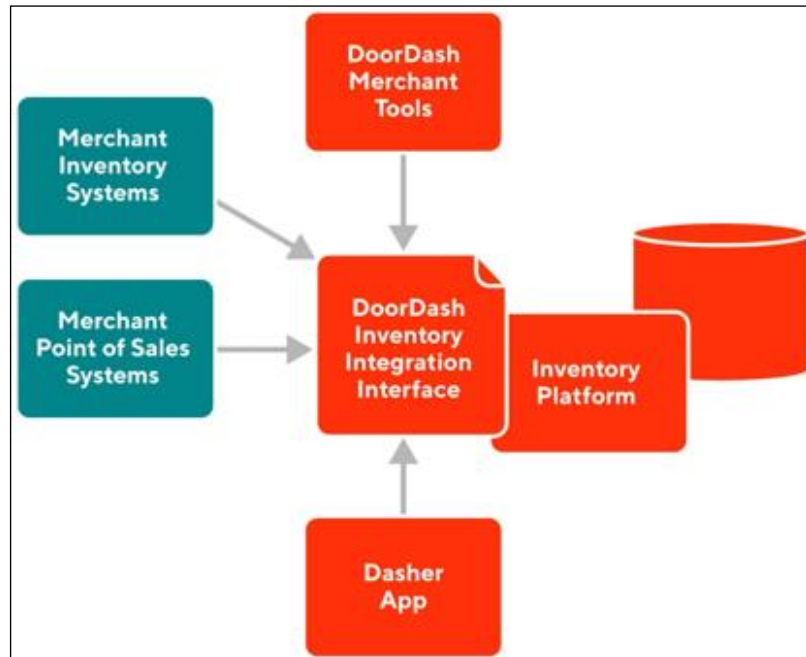 DoorDash
Merchant
Tools
Merchant
Inventory
Systems
Merchant
Point of Sales
Systems
DoorDash
Inventory
Integration
Interface
Inventory
Platform
Dasher
App